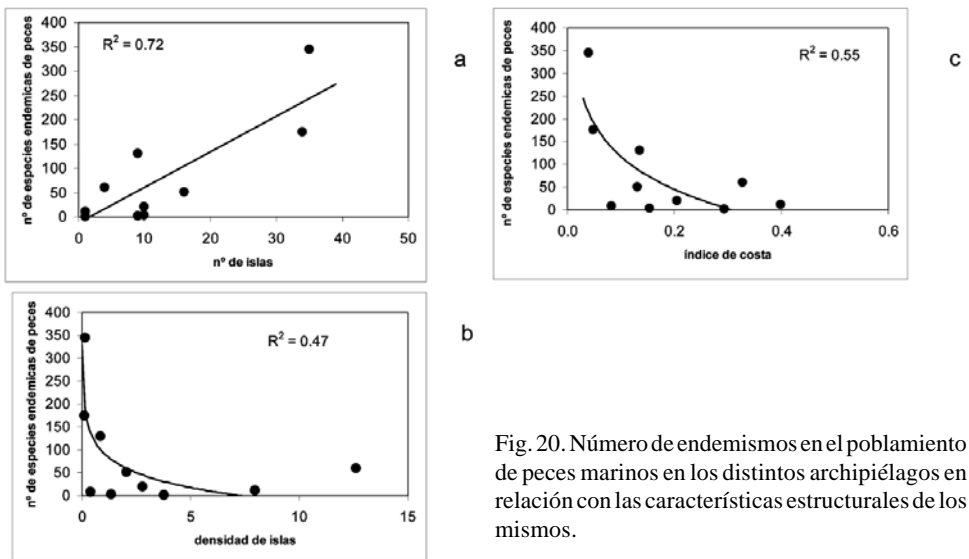 400
350
300
250
200
150
100
50
0
nº de especies endemicas de peces
R² = 0.72
0 10 20 30 40 50
nº de islas
a
400
350
300
250
200
150
100
50
0
nº de especies endemicas de peces
R² = 0.55
0.0 0.2 0.4 0.6
índice de costa
c
400
350
300
250
200
150
100
50
0
nº de especies endemicas de peces
R² = 0.47
0 5 10 15
densidad de islas
b
Fig. 20. Número de endemismos en el poblamiento
de peces marinos en los distintos archipiélagos en
relación con las características estructurales de los
mismos.